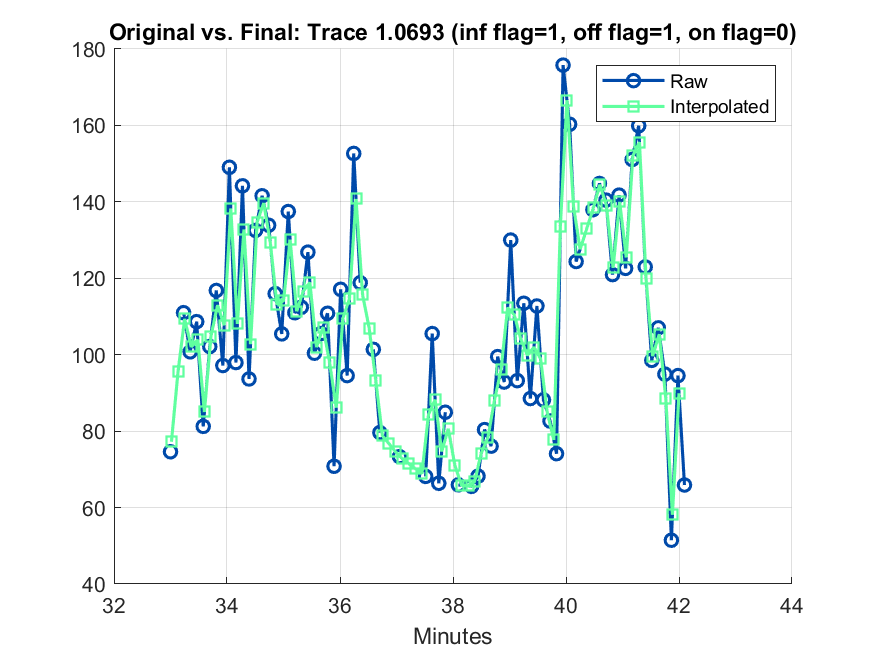 Original vs. Final: Trace 1.0693 (inf flag=1, off flag=1, on flag=0)
180
160
140
120
100
80
60
40
Raw
Interpolated
32 34 36 38 40 42 44
Minutes